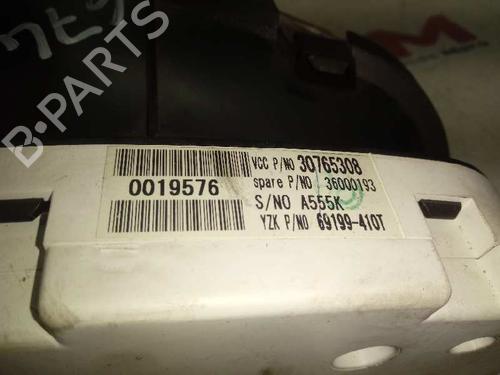 B-PARTS
VCC P/NO 30765308
0019576
spare P/NO 36000193
S/NO A555K
YZK P/NO 69199-410T